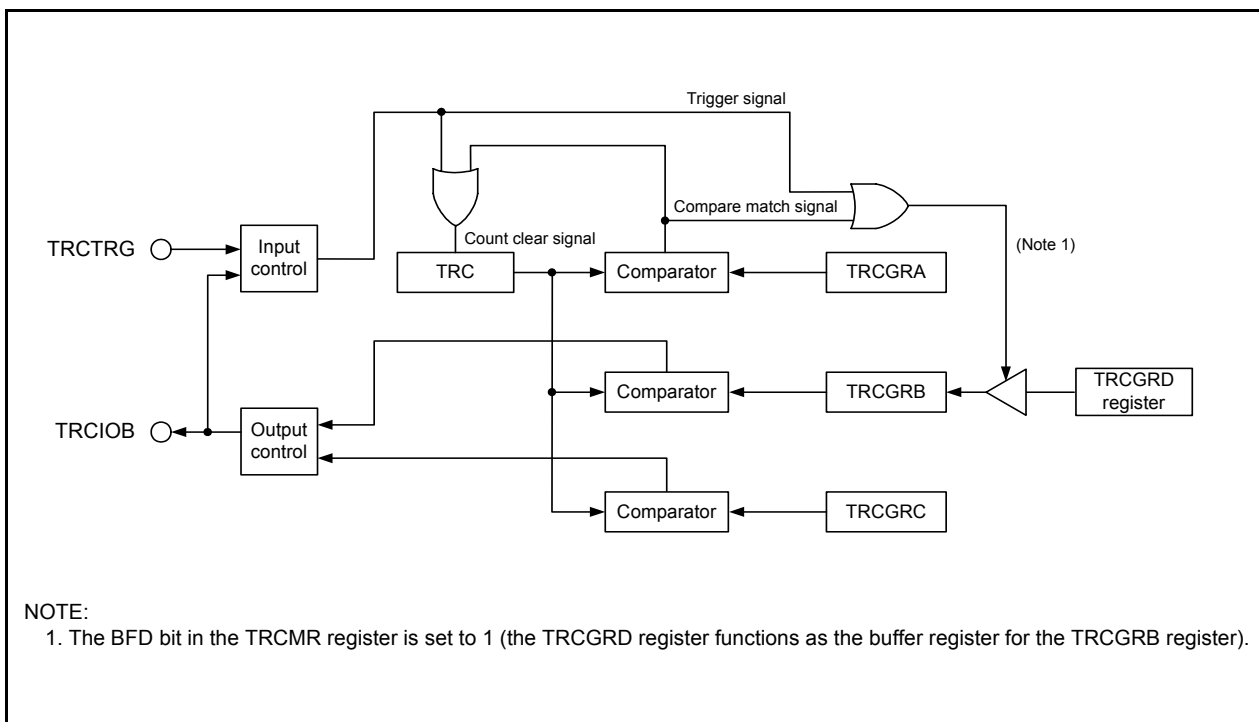 Trigger signal
Compare match signal
Count clear signal
(Note 1)
TRCTRG
Input
control
TRC
Comparator
TRCGRA
Comparator
TRCGRB
TRCGRD
register
TRCIOB
Output
control
Comparator
TRCGRC
NOTE:
1. The BFD bit in the TRCMR register is set to 1 (the TRCGRD register functions as the buffer register for the TRCGRB register).